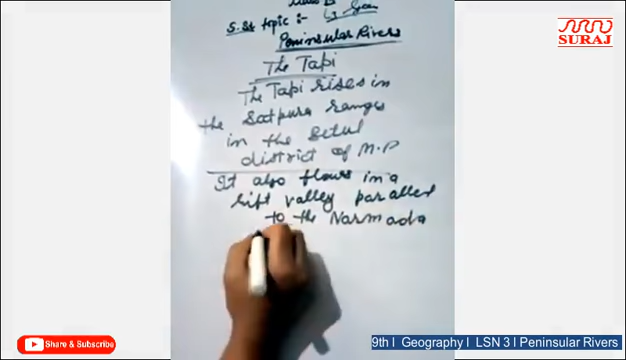 S.St topic :-
Peninsular Rivers
The Tapi
The Tapi rises in
the Satpura ranges
in the Betul
district of M.P
It also flows in a
rift valley parallel
to the Narmada
SURAJ
Share & Subscribe
9th I Geography I LSN 3 I Peninsular Rivers